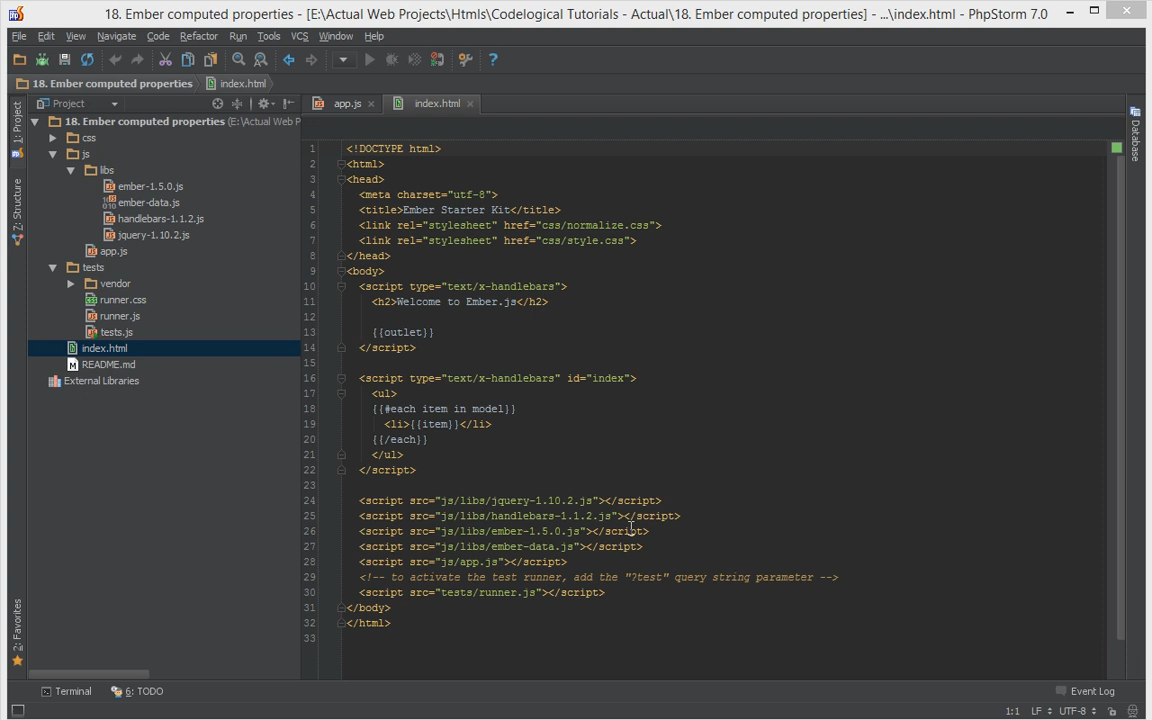 18. Ember computed properties - [E:\Actual Web Projects\Htmls\Codelogical Tutorials - Actual\18. Ember computed properties] - ...\index.html - PhpStorm 7.0
File Edit View Navigate Code Refactor Run Tools VCS Window Help
18. Ember computed properties index.html
Project app.js index.html
1: Project
Z: Structure
2: Favorites
Database
18. Ember computed properties (E:\Actual Web P
css
js
libs
ember-1.5.0.js
ember-data.js
handlebars-1.1.2.js
jquery-1.10.2.js
app.js
tests
vendor
runner.css
runner.js
tests.js
index.html
README.md
External Libraries
1 <!DOCTYPE html>
2 <html>
3 <head>
4 <meta charset="utf-8">
5 <title>Ember Starter Kit</title>
6 <link rel="stylesheet" href="css/normalize.css">
7 <link rel="stylesheet" href="css/style.css">
8 </head>
9 <body>
10 <script type="text/x-handlebars">
11 <h2>Welcome to Ember.js</h2>
12
13 {{outlet}}
14 </script>
15
16 <script type="text/x-handlebars" id="index">
17 <ul>
18 {{#each item in model}}
19 <li>{{item}}</li>
20 {{/each}}
21 </ul>
22 </script>
23
24 <script src="js/libs/jquery-1.10.2.js"></script>
25 <script src="js/libs/handlebars-1.1.2.js"></script>
26 <script src="js/libs/ember-1.5.0.js"></script>
27 <script src="js/libs/ember-data.js"></script>
28 <script src="js/app.js"></script>
29 <!-- to activate the test runner, add the "?test" query string parameter -->
30 <script src="tests/runner.js"></script>
31 </body>
32 </html>
33
Terminal 6: TODO Event Log
1:1 LF UTF-8